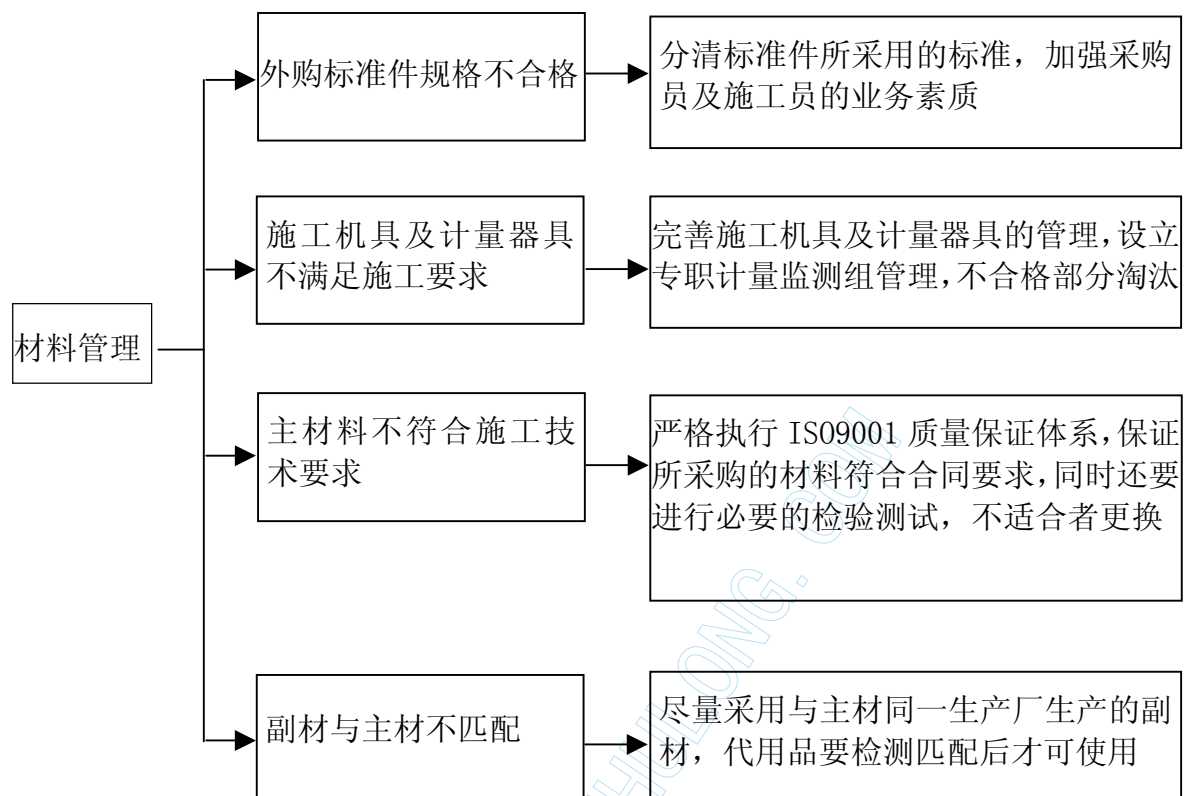 外购标准件规格不合格
分清标准件所采用的标准，加强采购
员及施工员的业务素质
施工机具及计量器具
不满足施工要求
完善施工机具及计量器具的管理，设立
专职计量监测组管理，不合格部分淘汰
材料管理
主材料不符合施工技
术要求
严格执行 ISO9001 质量保证体系，保证
所采购的材料符合合同要求，同时还要
进行必要的检验测试，不适合者更换
副材与主材不匹配
尽量采用与主材同一生产厂生产的副
材，代用品要检测匹配后才可使用
HULONG.COM